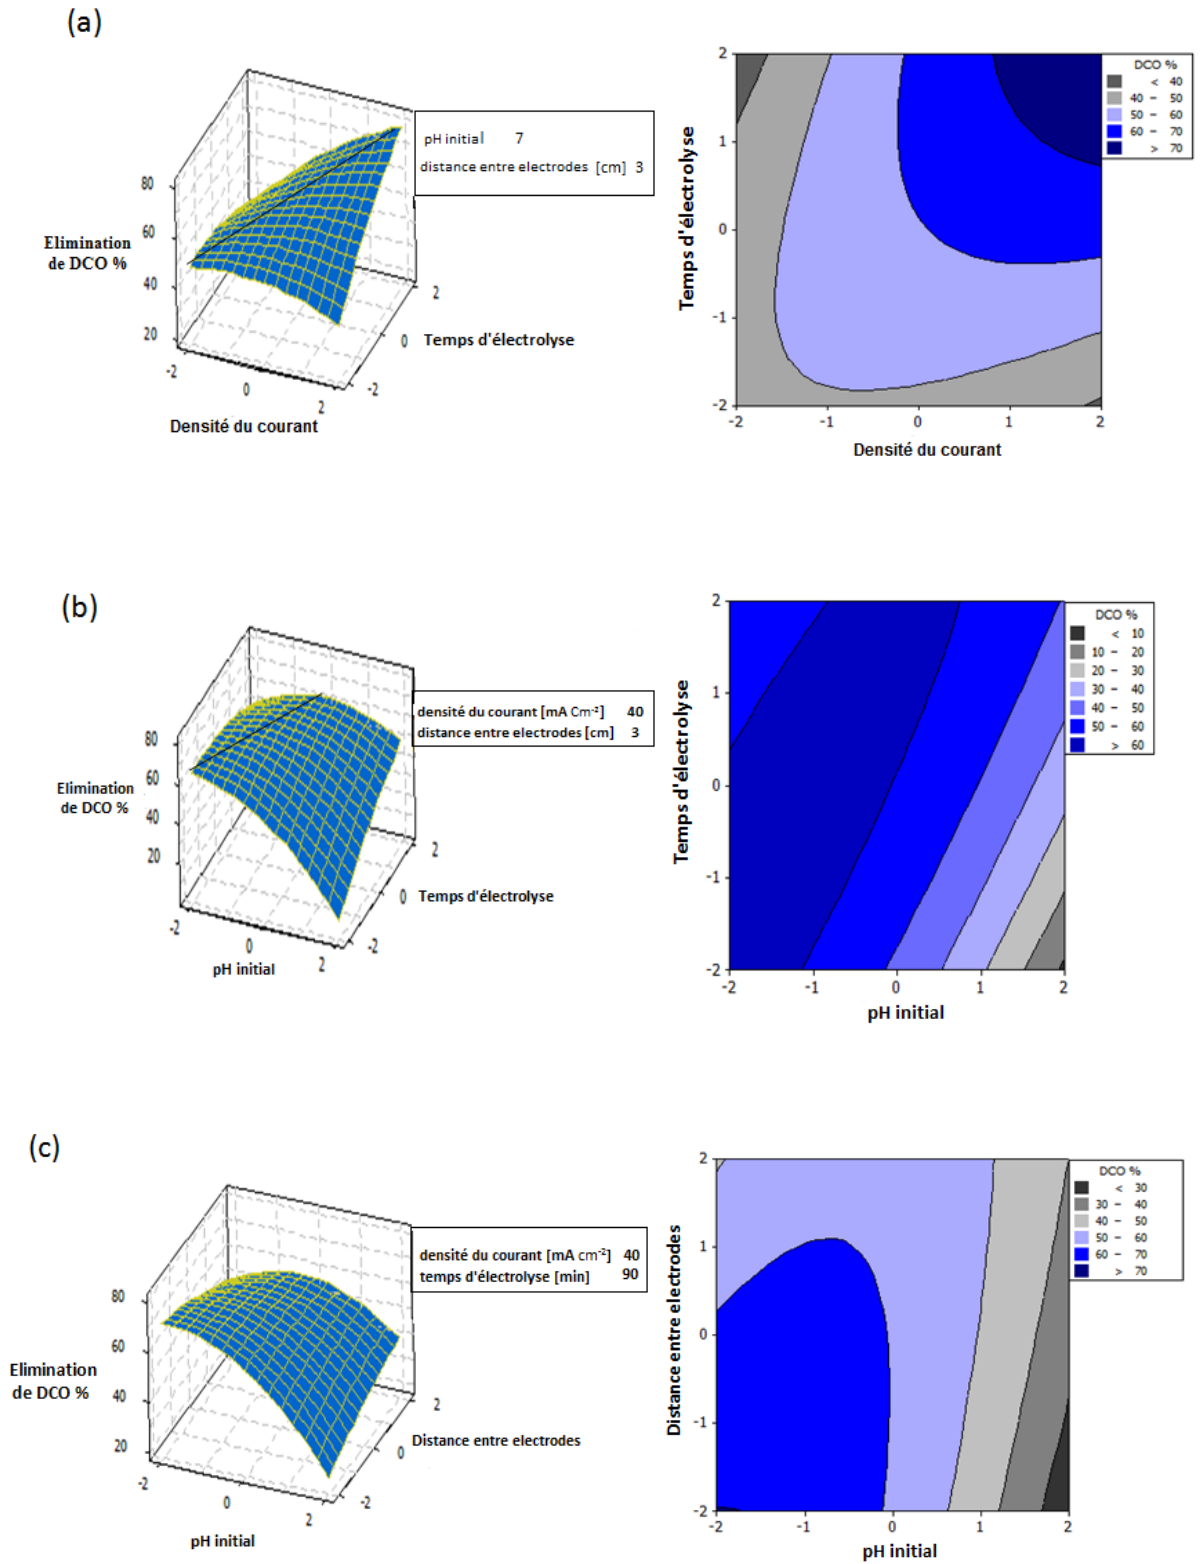 (a)
80
60
40
20
Elimination
de DCO %
-2
0
2
Densité du courant
-2
0
2
Temps d'électrolyse
pH initial 7
distance entre electrodes [cm] 3
2
1
0
-1
-2
Temps d'électrolyse
-2
-1
0
1
2
Densité du courant
DCO %
< 40
40 – 50
50 – 60
60 – 70
> 70
(b)
80
60
40
20
Elimination
de DCO %
-2
0
2
pH initial
-2
0
2
Temps d'électrolyse
densité du courant [mA Cm⁻²] 40
distance entre electrodes [cm] 3
2
1
0
-1
-2
Temps d'électrolyse
-2
-1
0
1
2
pH initial
DCO %
< 10
10 – 20
20 – 30
30 – 40
40 – 50
50 – 60
> 60
(c)
80
60
40
20
Elimination
de DCO %
-2
0
2
pH initial
-2
0
2
Distance entre electrodes
densité du courant [mA cm⁻²] 40
temps d'électrolyse [min] 90
2
1
0
-1
-2
Distance entre electrodes
-2
-1
0
1
2
pH initial
DCO %
< 30
30 – 40
40 – 50
50 – 60
60 – 70
> 70